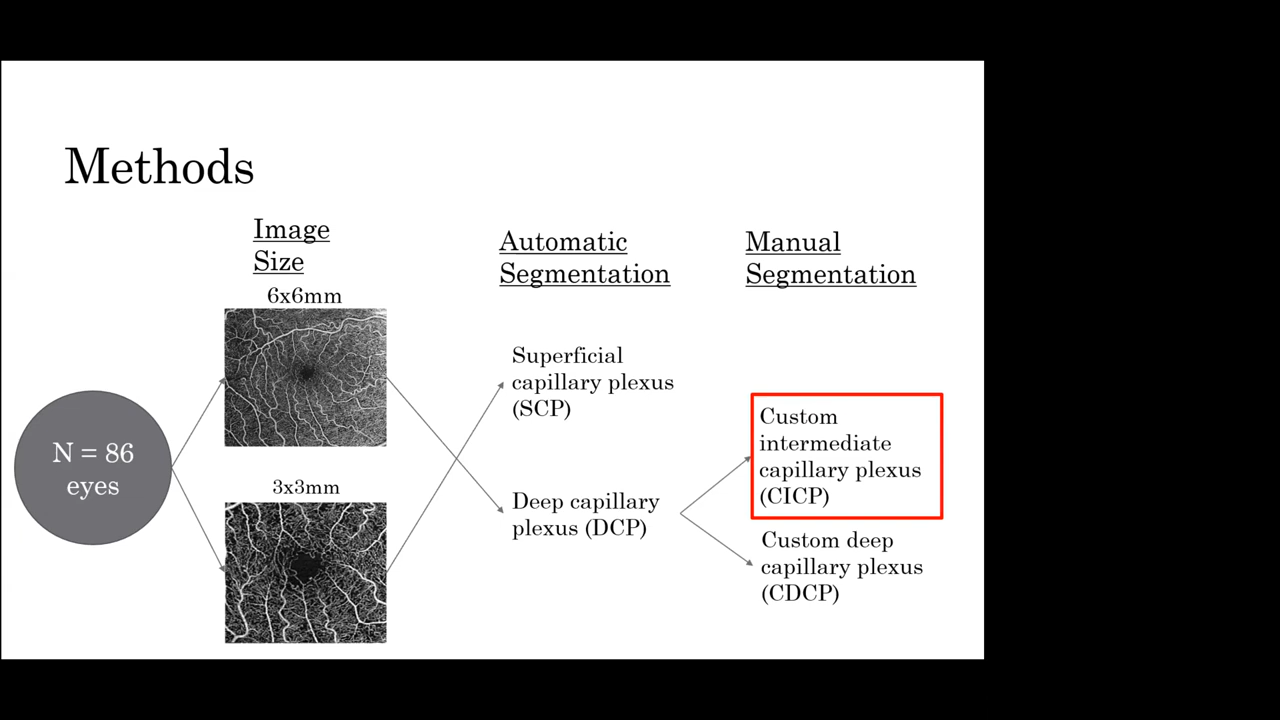 Methods
Image
Size
6x6mm
3x3mm
N = 86
eyes
Automatic
Segmentation
Superficial
capillary plexus
(SCP)
Deep capillary
plexus (DCP)
Manual
Segmentation
Custom
intermediate
capillary plexus
(CICP)
Custom deep
capillary plexus
(CDCP)